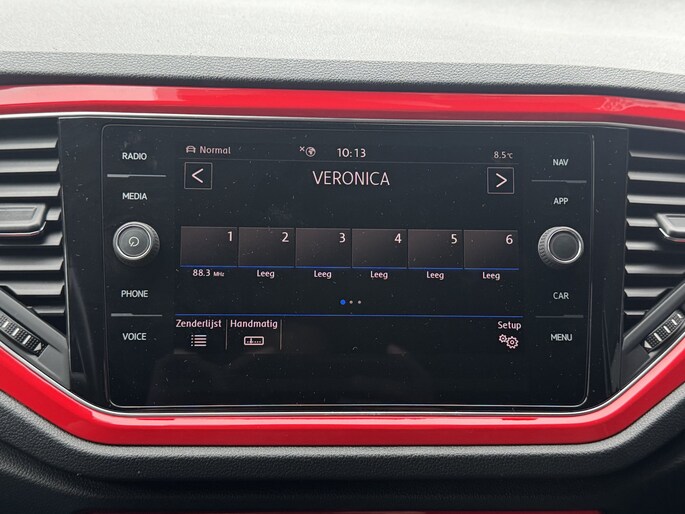 RADIO
MEDIA
PHONE
VOICE
Normal
10:13
8.5°C
< VERONICA >
1 2 3 4 5 6
88.3 MHz Leeg Leeg Leeg Leeg Leeg
Zenderlijst Handmatig Setup
NAV
APP
CAR
MENU